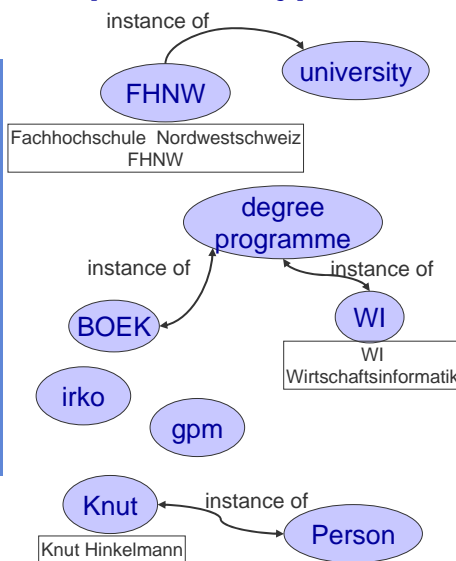 instance of
university
FHNW
Fachhochschule Nordwestschweiz
FHNW
degree
programme
instance of
instance of
BOEK
WI
WI
Wirtschaftsinformatik
irko
gpm
Knut
instance of
Person
Knut Hinkelmann